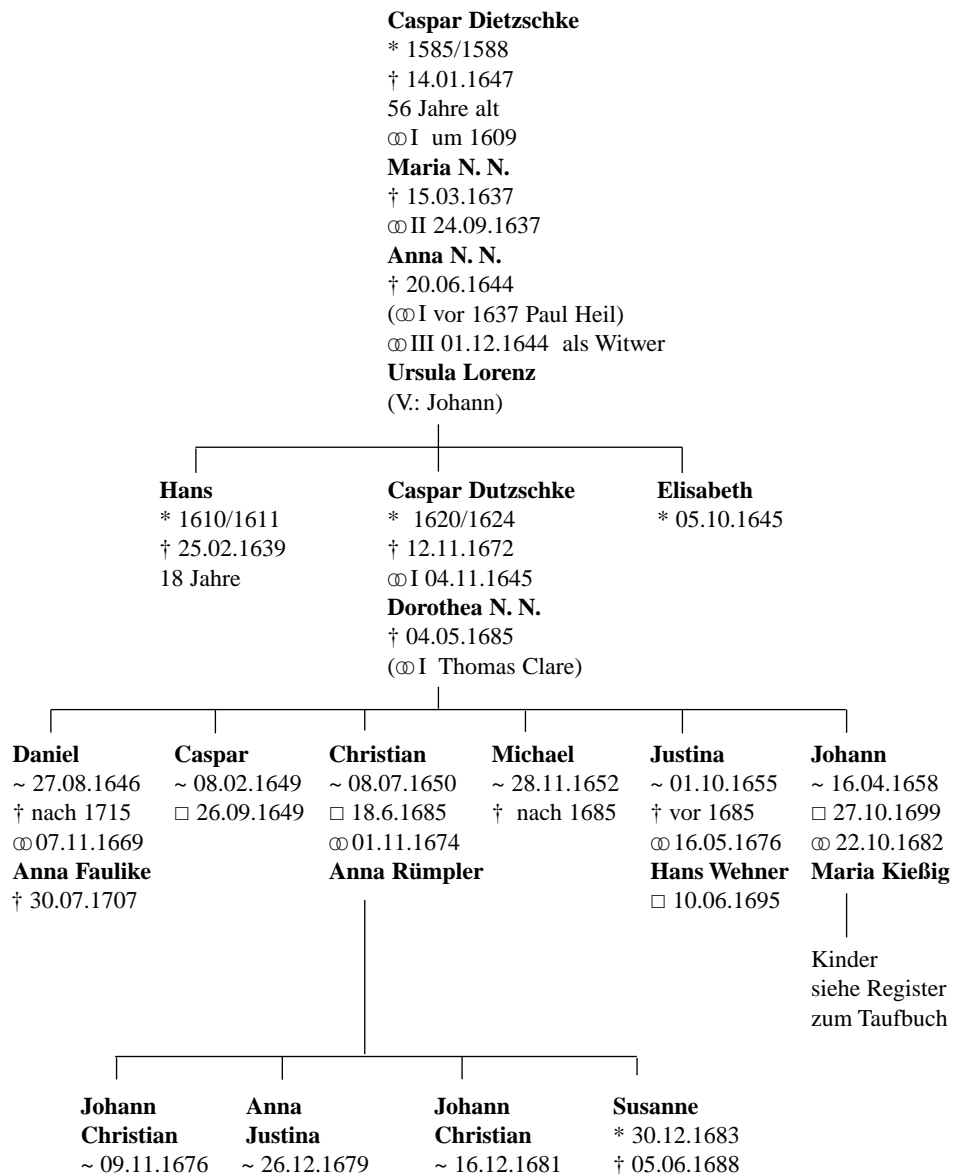 Caspar Dietzschke
* 1585/1588
† 14.01.1647
56 Jahre alt
⚭ I um 1609
Maria N. N.
† 15.03.1637
⚭ II 24.09.1637
Anna N. N.
† 20.06.1644
(⚭ I vor 1637 Paul Heil)
⚭ III 01.12.1644 als Witwer
Ursula Lorenz
(V.: Johann)
Hans
* 1610/1611
† 25.02.1639
18 Jahre
Caspar Dutzschke
* 1620/1624
† 12.11.1672
⚭ I 04.11.1645
Dorothea N. N.
† 04.05.1685
(⚭ I Thomas Clare)
Elisabeth
* 05.10.1645
Daniel
~ 27.08.1646
† nach 1715
⚭ 07.11.1669
Anna Faulike
† 30.07.1707
Caspar
~ 08.02.1649
□ 26.09.1649
Christian
~ 08.07.1650
□ 18.6.1685
⚭ 01.11.1674
Anna Rümpler
Michael
~ 28.11.1652
† nach 1685
Justina
~ 01.10.1655
† vor 1685
⚭ 16.05.1676
Hans Wehner
□ 10.06.1695
Johann
~ 16.04.1658
□ 27.10.1699
⚭ 22.10.1682
Maria Kießig
Kinder
siehe Register
zum Taufbuch
Johann
Christian
~ 09.11.1676
Anna
Justina
~ 26.12.1679
Johann
Christian
~ 16.12.1681
Susanne
* 30.12.1683
† 05.06.1688